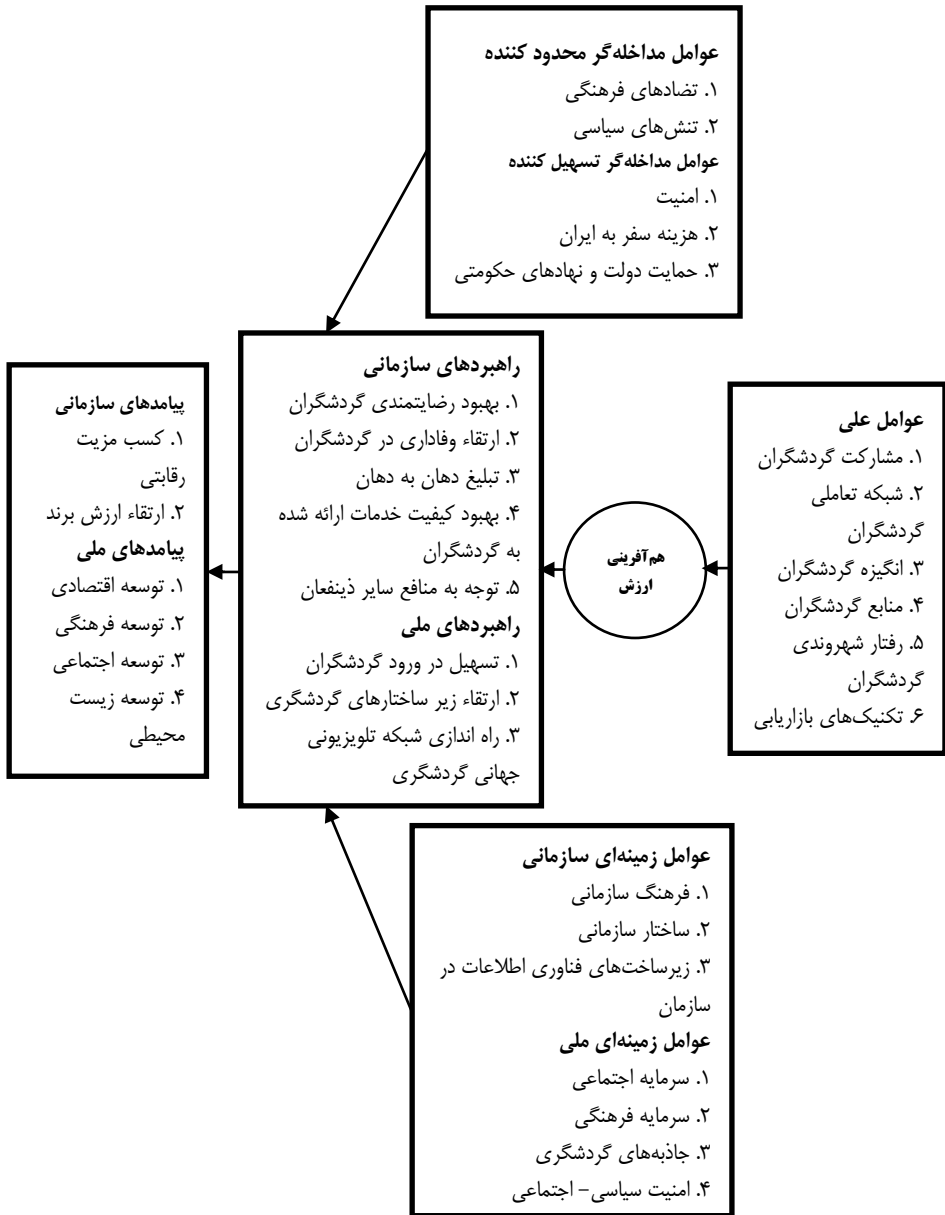 عوامل مداخله‌گر محدود کننده
۱. تضادهای فرهنگی
۲. تنش‌های سیاسی
عوامل مداخله‌گر تسهیل کننده
۱. امنیت
۲. هزینه سفر به ایران
۳. حمایت دولت و نهادهای حکومتی
عوامل علی
۱. مشارکت گردشگران
۲. شبکه تعاملی
گردشگران
۳. انگیزه گردشگران
۴. منابع گردشگران
۵. رفتار شهروندی
گردشگران
۶. تکنیک‌های بازاریابی
هم‌آفرینی
ارزش
راهبردهای سازمانی
۱. بهبود رضایتمندی گردشگران
۲. ارتقاء وفاداری در گردشگران
۳. تبلیغ دهان به دهان
۴. بهبود کیفیت خدمات ارائه شده
به گردشگران
۵. توجه به منافع سایر ذینفعان
راهبردهای ملی
۱. تسهیل در ورود گردشگران
۲. ارتقاء زیر ساختارهای گردشگری
۳. راه اندازی شبکه تلویزیونی
جهانی گردشگری
پیامدهای سازمانی
۱. کسب مزیت
رقابتی
۲. ارتقاء ارزش برند
پیامدهای ملی
۱. توسعه اقتصادی
۲. توسعه فرهنگی
۳. توسعه اجتماعی
۴. توسعه زیست
محیطی
عوامل زمینه‌ای سازمانی
۱. فرهنگ سازمانی
۲. ساختار سازمانی
۳. زیرساخت‌های فناوری اطلاعات در
سازمان
عوامل زمینه‌ای ملی
۱. سرمایه اجتماعی
۲. سرمایه فرهنگی
۳. جاذبه‌های گردشگری
۴. امنیت سیاسی– اجتماعی